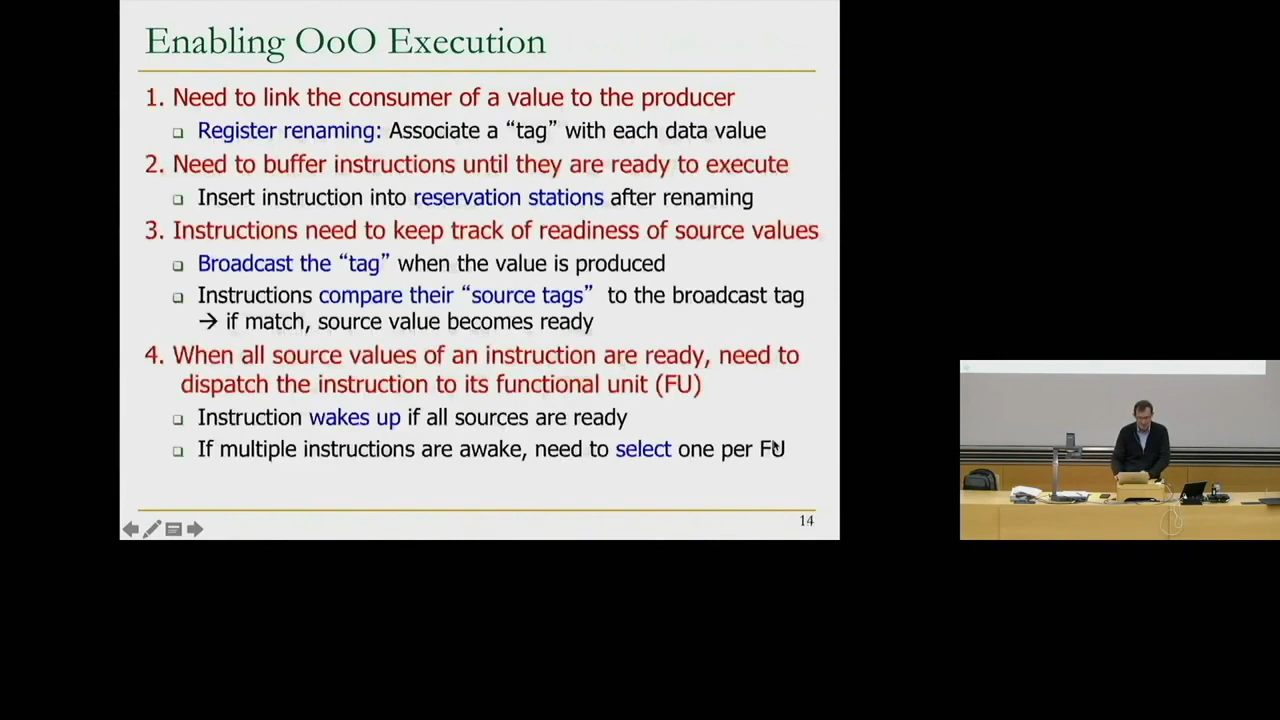 Enabling OoO Execution
1. Need to link the consumer of a value to the producer
Register renaming: Associate a “tag” with each data value
2. Need to buffer instructions until they are ready to execute
Insert instruction into reservation stations after renaming
3. Instructions need to keep track of readiness of source values
Broadcast the “tag” when the value is produced
Instructions compare their “source tags” to the broadcast tag
→ if match, source value becomes ready
4. When all source values of an instruction are ready, need to
dispatch the instruction to its functional unit (FU)
Instruction wakes up if all sources are ready
If multiple instructions are awake, need to select one per FU
14